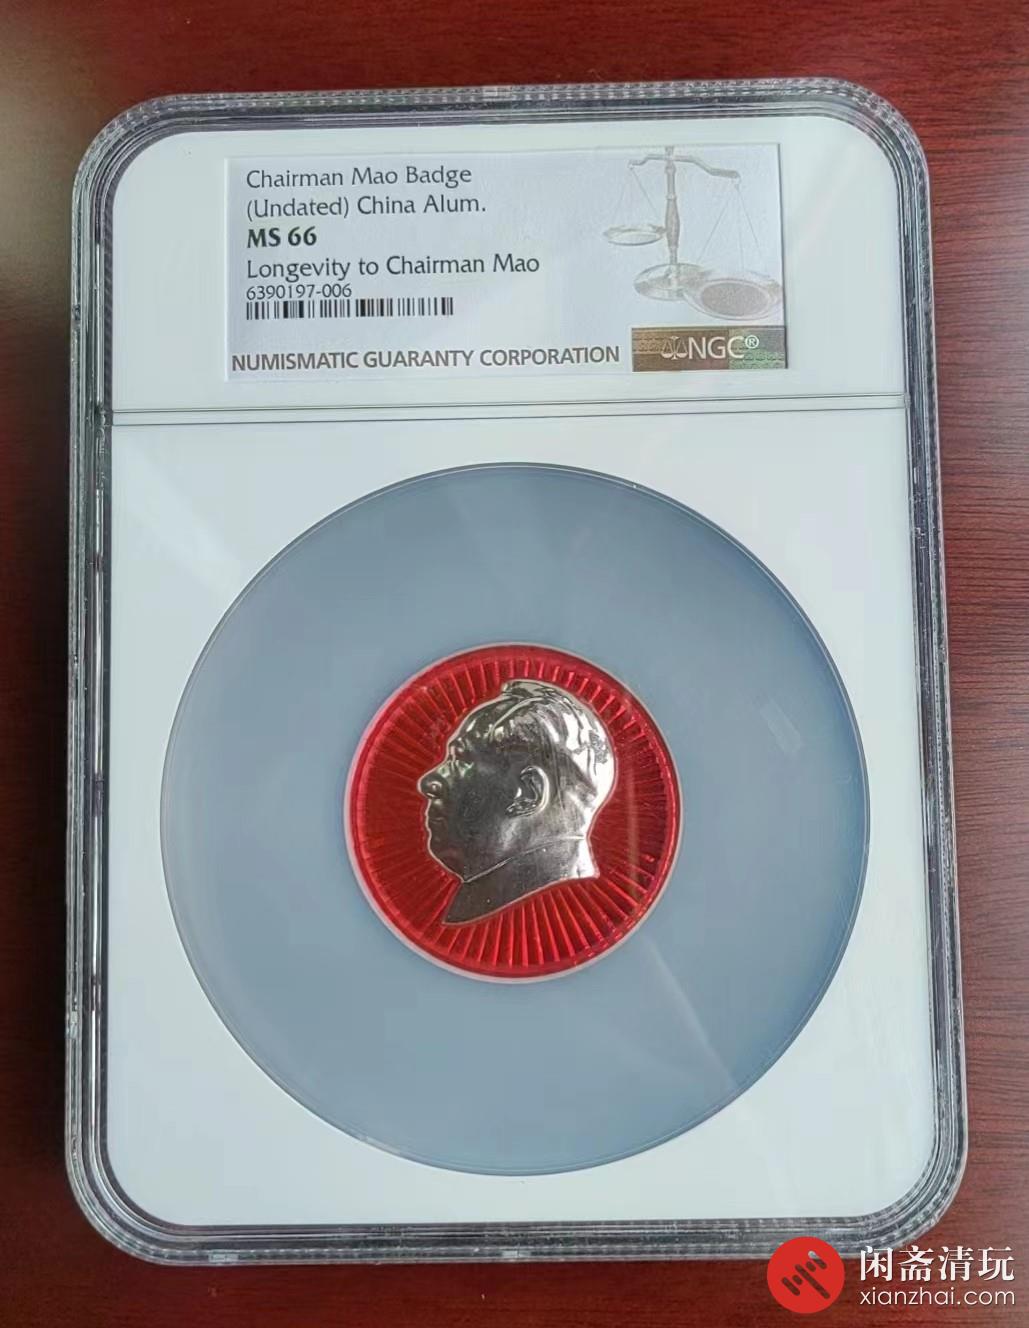 Chairman Mao Badge
(Undated) China Alum.
MS 66
Longevity to Chairman Mao
6390197-006
NUMISMATIC GUARANTY CORPORATION
NGC®
闲斋清玩
xianzhai.com